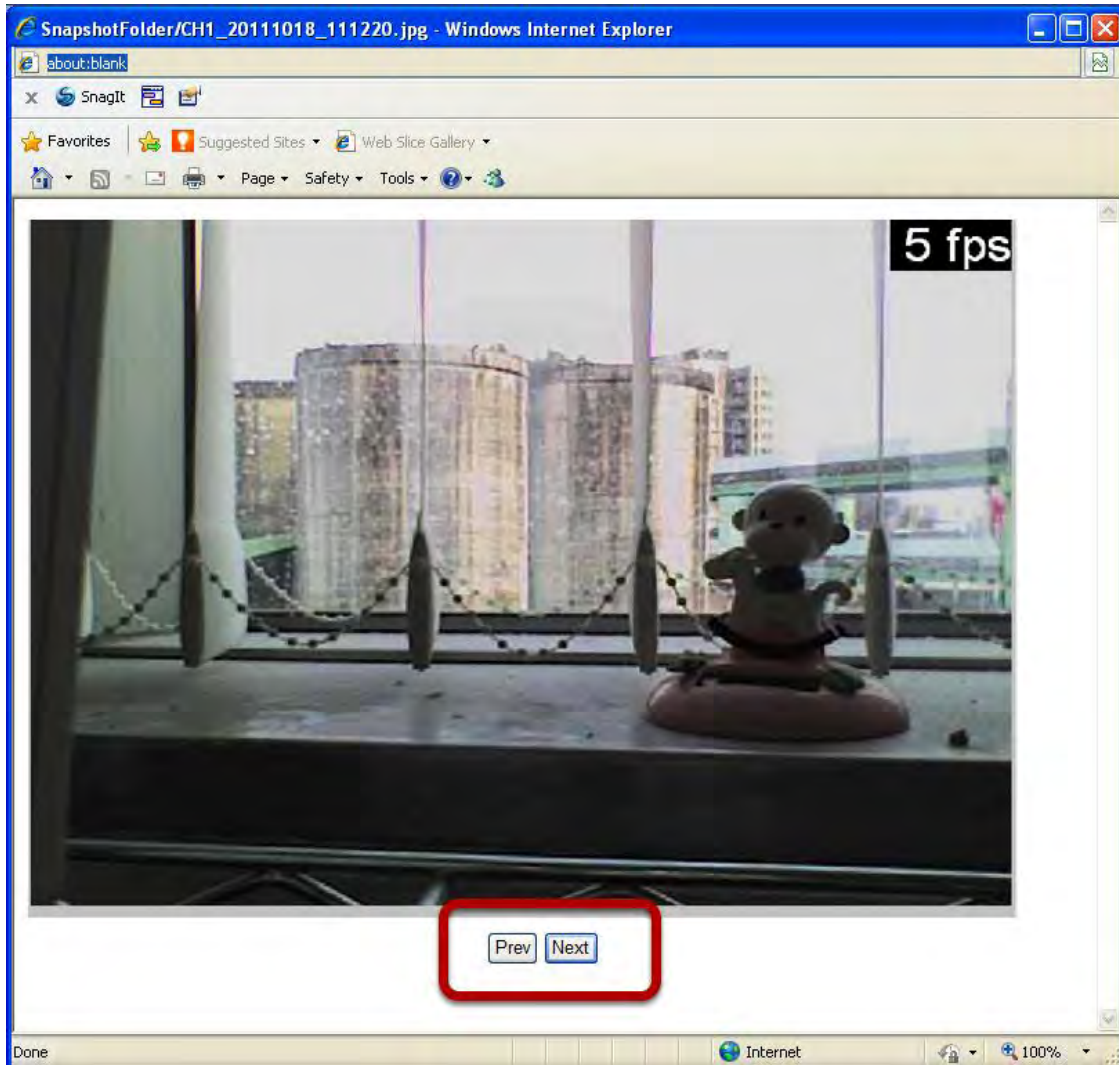 SnapshotFolder/CH1_20111018_111220.jpg - Windows Internet Explorer
about:blank
x SnagIt
Favorites Suggested Sites Web Slice Gallery
Page Safety Tools
5 fps
Prev Next
Done Internet 100%